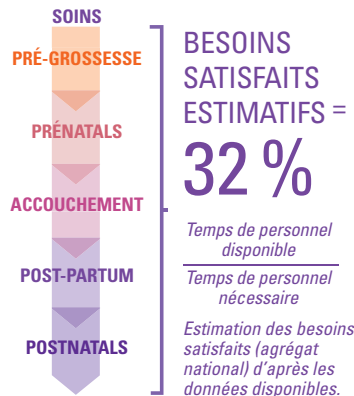 SOINS
PRÉ-GROSSESSE
PRÉNATALS
ACCOUCHEMENT
POST-PARTUM
POSTNATALS
BESOINS
SATISFAITS
ESTIMATIFS =
32 %
Temps de personnel
disponible
Temps de personnel
nécessaire
Estimation des besoins
satisfaits (agrégat
national) d’après les
données disponibles.